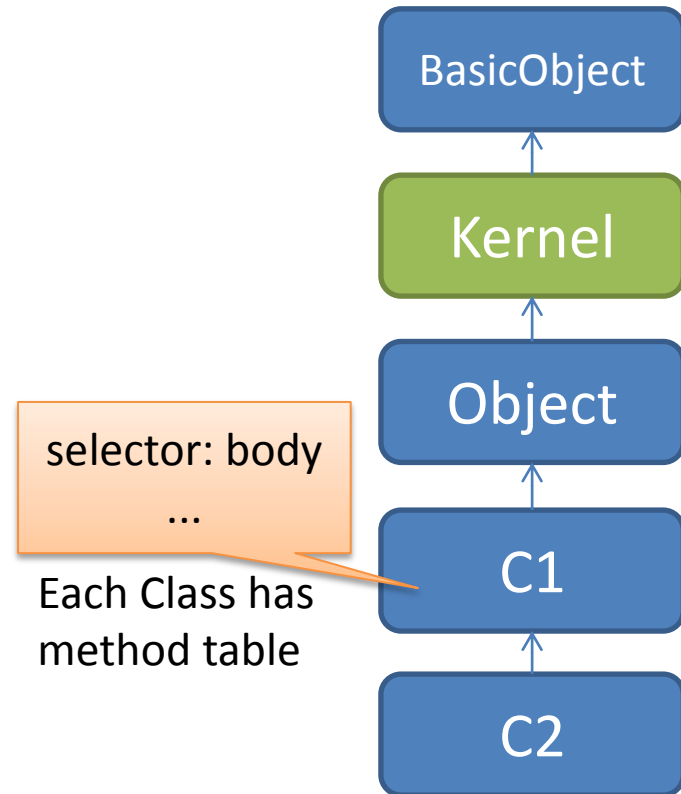 BasicObject
Kernel
Object
selector: body
...
C1
Each Class has
method table
C2